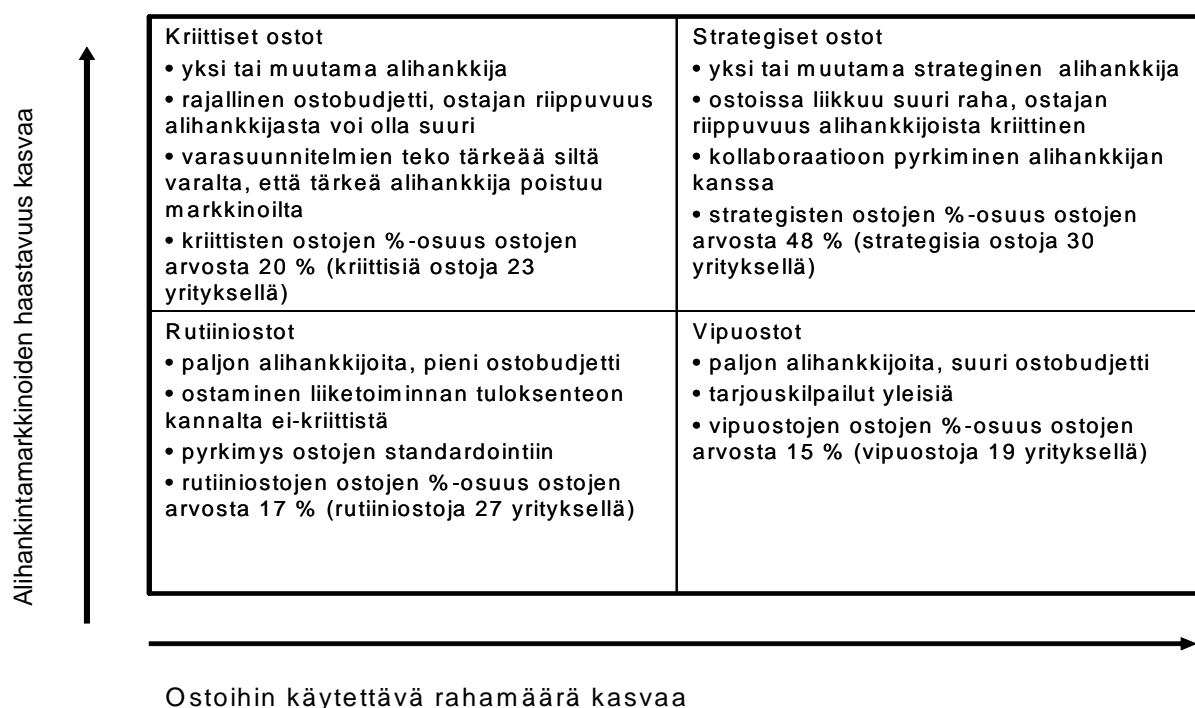 Kriittiset ostot
• yksi tai muutama alihankkija
• rajallinen ostobudjetti, ostajan riippuvuus
alihankkijasta voi olla suuri
• varasuunnitelmien teko tärkeää siltä
varalta, että tärkeä alihankkija poistuu
markkinoilta
• kriittisten ostojen %-osuus ostojen
arvosta 20 % (kriittisiä ostoja 23
yrityksellä)
Strategiset ostot
• yksi tai muutama strateginen alihankkija
• ostoissa liikkuu suuri raha, ostajan
riippuvuus alihankkijoista kriittinen
• kollaboraatioon pyrkiminen alihankkijan
kanssa
• strategisten ostojen %-osuus ostojen
arvosta 48 % (strategisia ostoja 30
yrityksellä)
Rutiiniostot
• paljon alihankkijoita, pieni ostobudjetti
• ostaminen liiketoiminnan tuloksenteon
kannalta ei-kriittistä
• pyrkimys ostojen standardointiin
• rutiiniostojen ostojen %-osuus ostojen
arvosta 17 % (rutiiniostoja 27 yrityksellä)
Vipuostot
• paljon alihankkijoita, suuri ostobudjetti
• tarjouskilpailut yleisiä
• vipuostojen ostojen %-osuus ostojen
arvosta 15 % (vipuostoja 19 yrityksellä)
Alihankintamarkkinoiden haastavuus kasvaa
Ostoihin käytettävä rahamäärä kasvaa